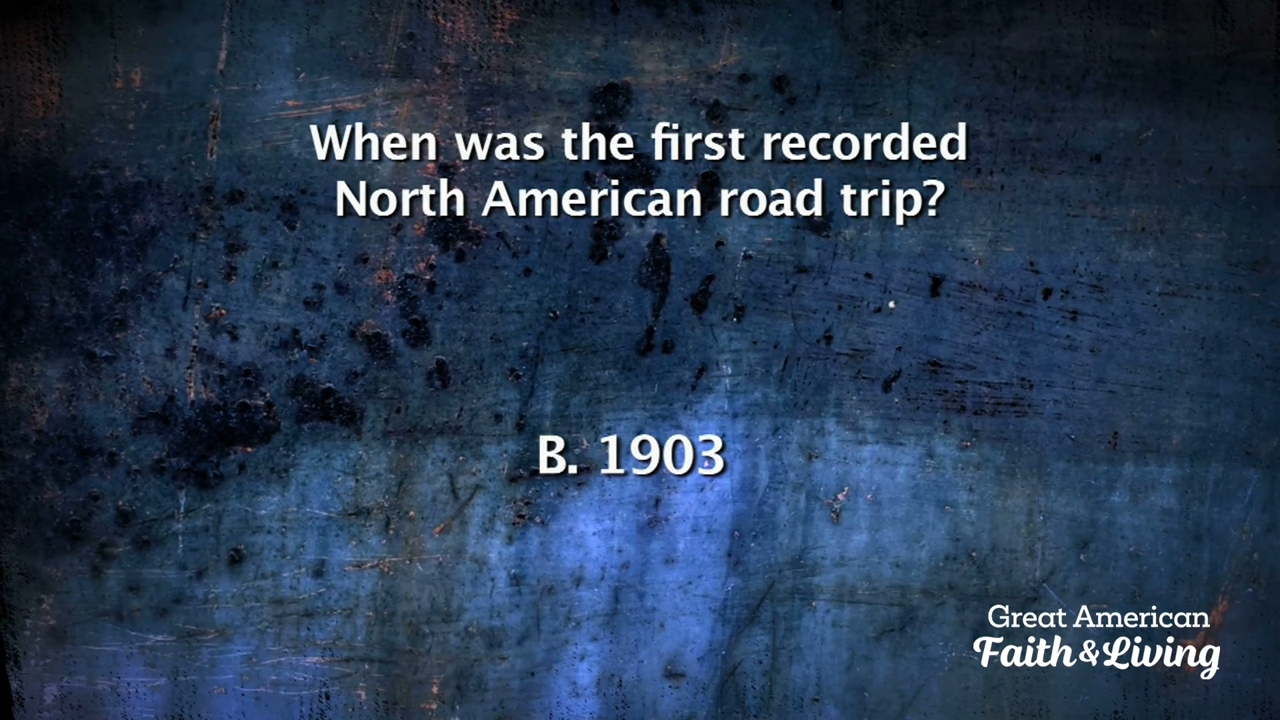 When was the first recorded
North American road trip?
B. 1903
Great American
Faith & Living